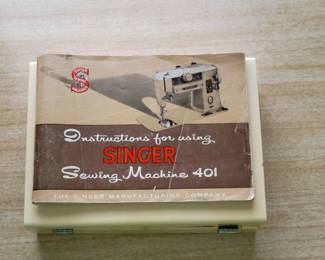 S
Instructions for using
SINGER
Sewing Machine 401
THE SINGER MANUFACTURING COMPANY